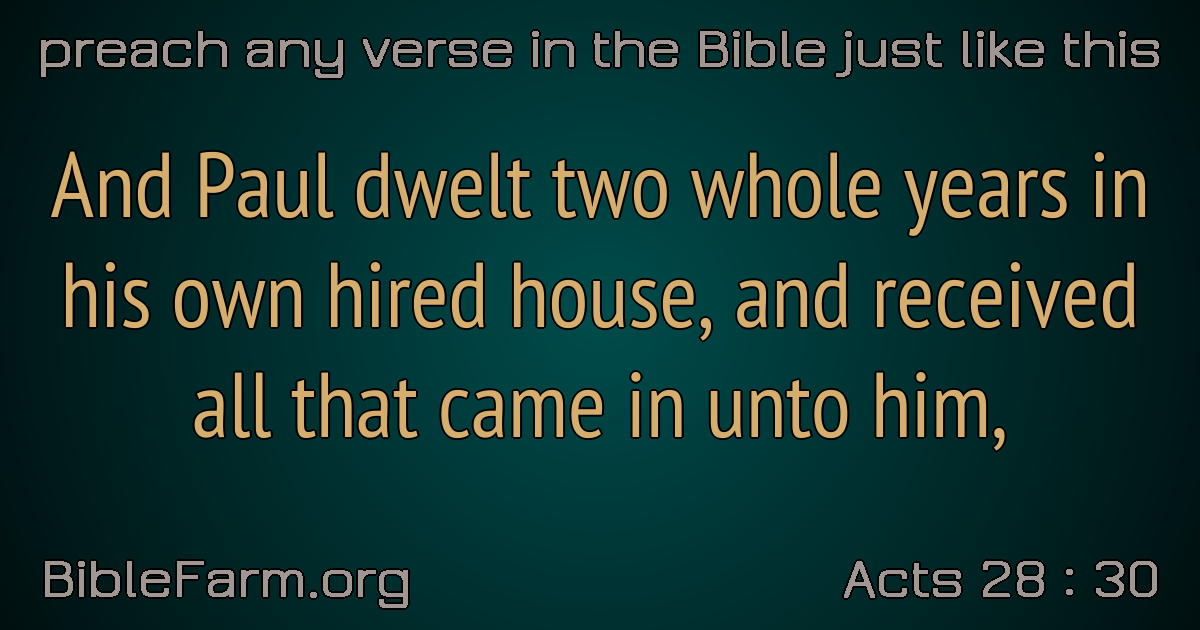 preach any verse in the Bible just like this
And Paul dwelt two whole years in
his own hired house, and received
all that came in unto him,
BibleFarm.org
Acts 28 : 30